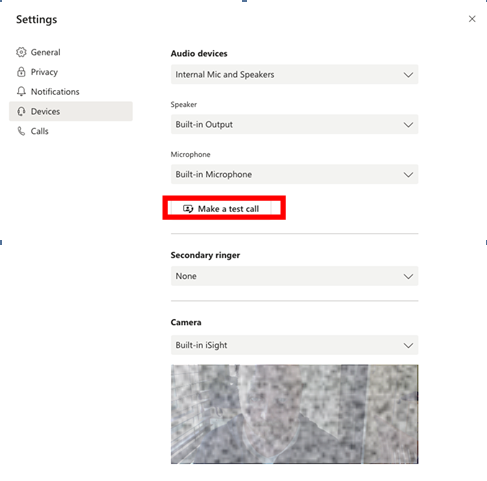 Settings
General
Privacy
Notifications
Devices
Calls
Audio devices
Internal Mic and Speakers
Speaker
Built-in Output
Microphone
Built-in Microphone
Make a test call
Secondary ringer
None
Camera
Built-in iSight